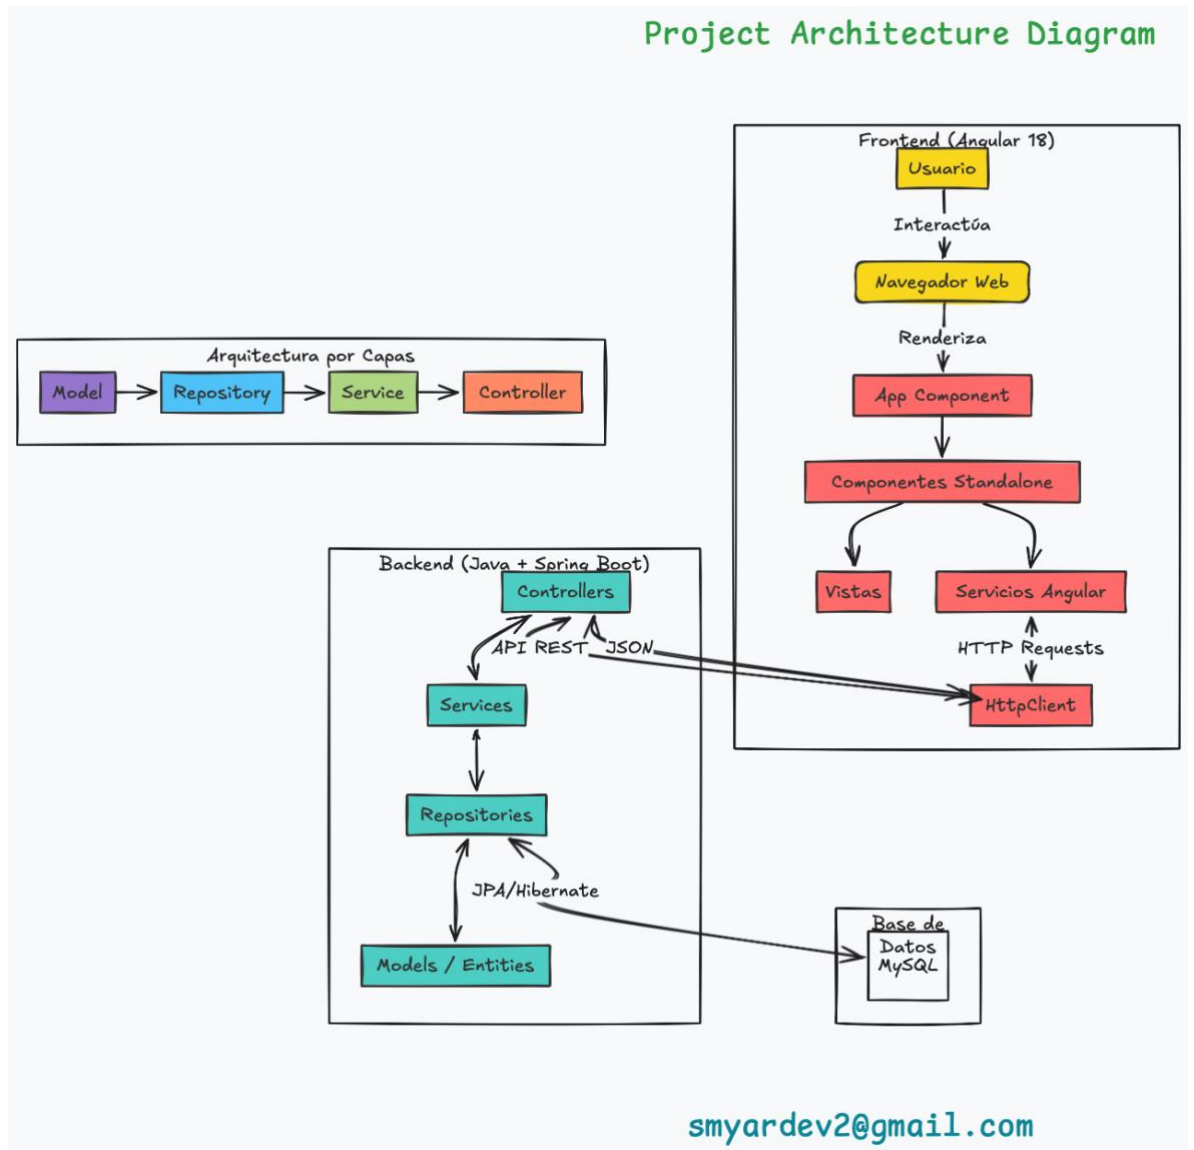 Project Architecture Diagram
Frontend (Angular 18)
Usuario
Interactúa
Navegador Web
Renderiza
App Component
Componentes Standalone
Vistas
Servicios Angular
HTTP Requests
HttpClient
Arquitectura por Capas
Model
Repository
Service
Controller
Backend (Java + Spring Boot)
Controllers
API REST
JSON
Services
Repositories
JPA/Hibernate
Models / Entities
Base de
Datos
MySQL
smyardev2@gmail.com